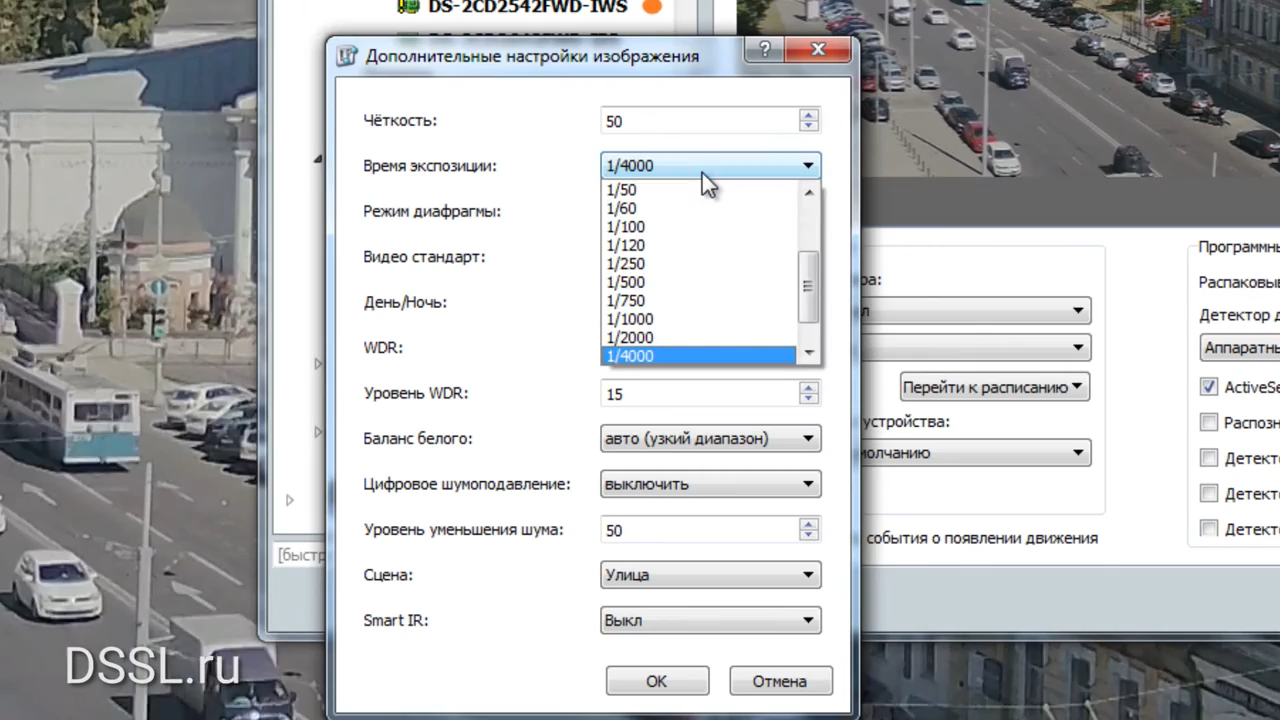 DS-2CD2542FWD-IWS
Дополнительные настройки изображения
?
Чёткость:
50
Время экспозиции:
1/4000
1/50
1/60
1/100
1/120
1/250
1/500
1/750
1/1000
1/2000
1/4000
Режим диафрагмы:
Видео стандарт:
День/Ночь:
WDR:
Уровень WDR:
15
Баланс белого:
авто (узкий диапазон)
Цифровое шумоподавление:
выключить
Уровень уменьшения шума:
50
Сцена:
Улица
Smart IR:
Выкл
OK
Отмена
ра:
л
Перейти к расписанию
устройства:
молчанию
события о появлении движения
Программны
Распаковы
Детектор д
Аппаратны
ActiveSe
Распозн
Детекто
Детекто
Детекто
[быстр
DSSL.ru